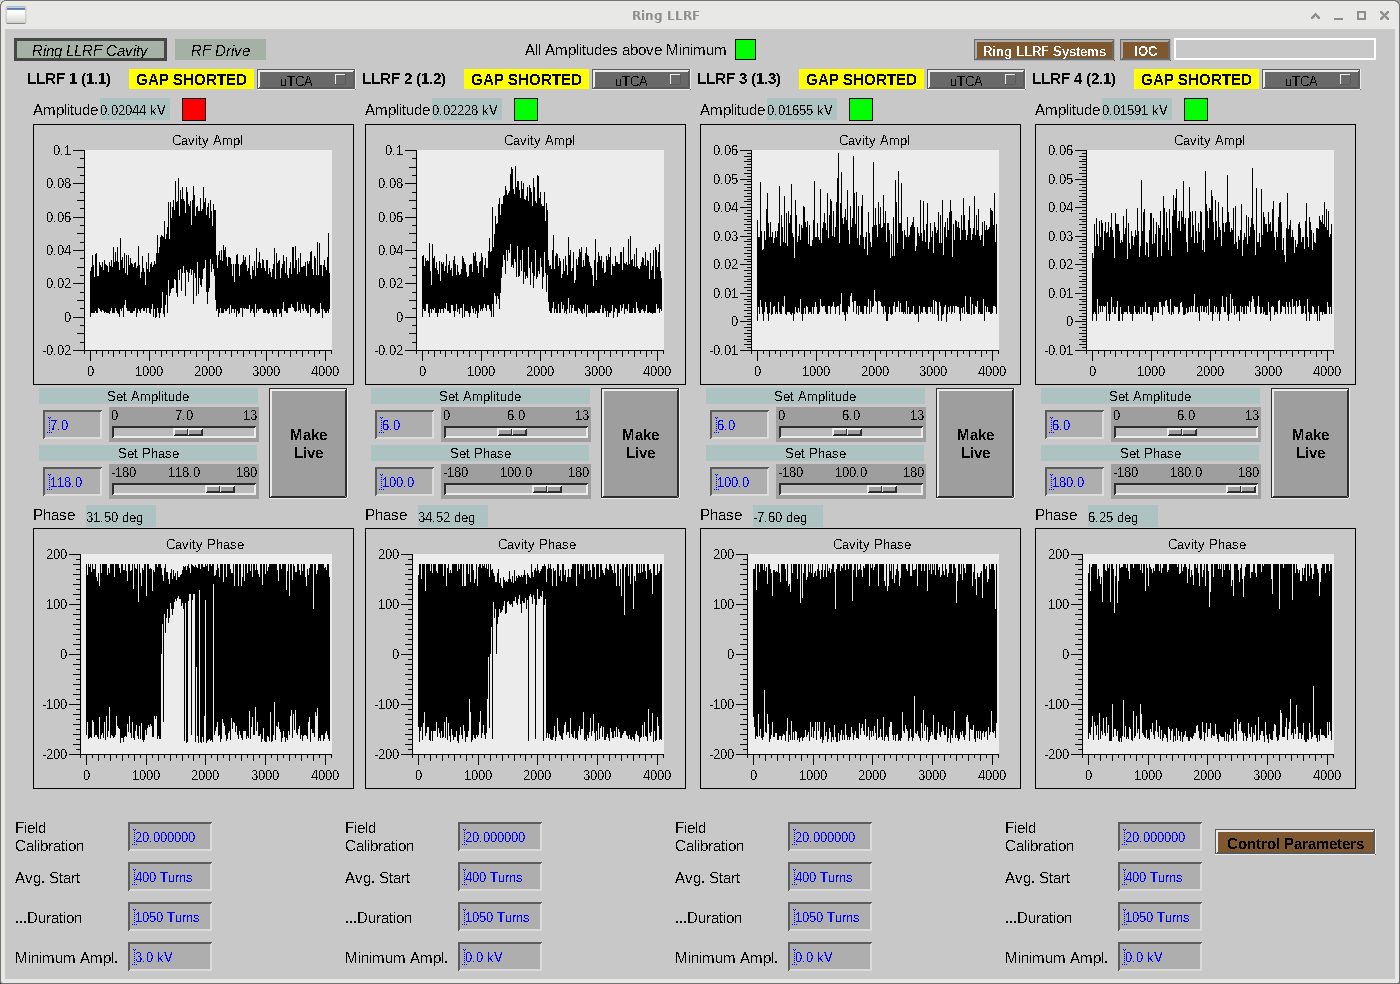 Ring LLRF
Ring LLRF Cavity RF Drive All Amplitudes above Minimum Ring LLRF Systems IOC
LLRF 1 (1.1) GAP SHORTED uTCA LLRF 2 (1.2) GAP SHORTED uTCA LLRF 3 (1.3) GAP SHORTED uTCA LLRF 4 (2.1) GAP SHORTED uTCA
Amplitude 0.02044 kV Amplitude 0.02228 kV Amplitude 0.01655 kV Amplitude 0.01591 kV
Cavity Ampl Cavity Ampl Cavity Ampl Cavity Ampl
0.1 0.1 0.06 0.06
0.08 0.08 0.05 0.05
0.06 0.06 0.04 0.04
0.04 0.04 0.03 0.03
0.02 0.02 0.02 0.02
0 0 0.01 0.01
-0.02 -0.02 0 0
-0.01 -0.01
0 1000 2000 3000 4000 0 1000 2000 3000 4000 0 1000 2000 3000 4000 0 1000 2000 3000 4000
Set Amplitude Set Amplitude Set Amplitude Set Amplitude
7.0 0 7.0 13 6.0 0 6.0 13 6.0 0 6.0 13 6.0 0 6.0 13
Make Live Make Live Make Live Make Live
Set Phase Set Phase Set Phase Set Phase
118.0 -180 118.0 180 100.0 -180 100.0 180 100.0 -180 100.0 180 180.0 -180 180.0 180
Phase 31.50 deg Phase 34.52 deg Phase -7.60 deg Phase 6.25 deg
Cavity Phase Cavity Phase Cavity Phase Cavity Phase
200 200 200 200
100 100 100 100
0 0 0 0
-100 -100 -100 -100
-200 -200 -200 -200
0 1000 2000 3000 4000 0 1000 2000 3000 4000 0 1000 2000 3000 4000 0 1000 2000 3000 4000
Field Calibration 20.000000 Field Calibration 20.000000 Field Calibration 20.000000 Field Calibration 20.000000 Control Parameters
Avg. Start 400 Turns Avg. Start 400 Turns Avg. Start 400 Turns Avg. Start 400 Turns
...Duration 1050 Turns ...Duration 1050 Turns ...Duration 1050 Turns ...Duration 1050 Turns
Minimum Ampl. 3.0 kV Minimum Ampl. 0.0 kV Minimum Ampl. 0.0 kV Minimum Ampl. 0.0 kV